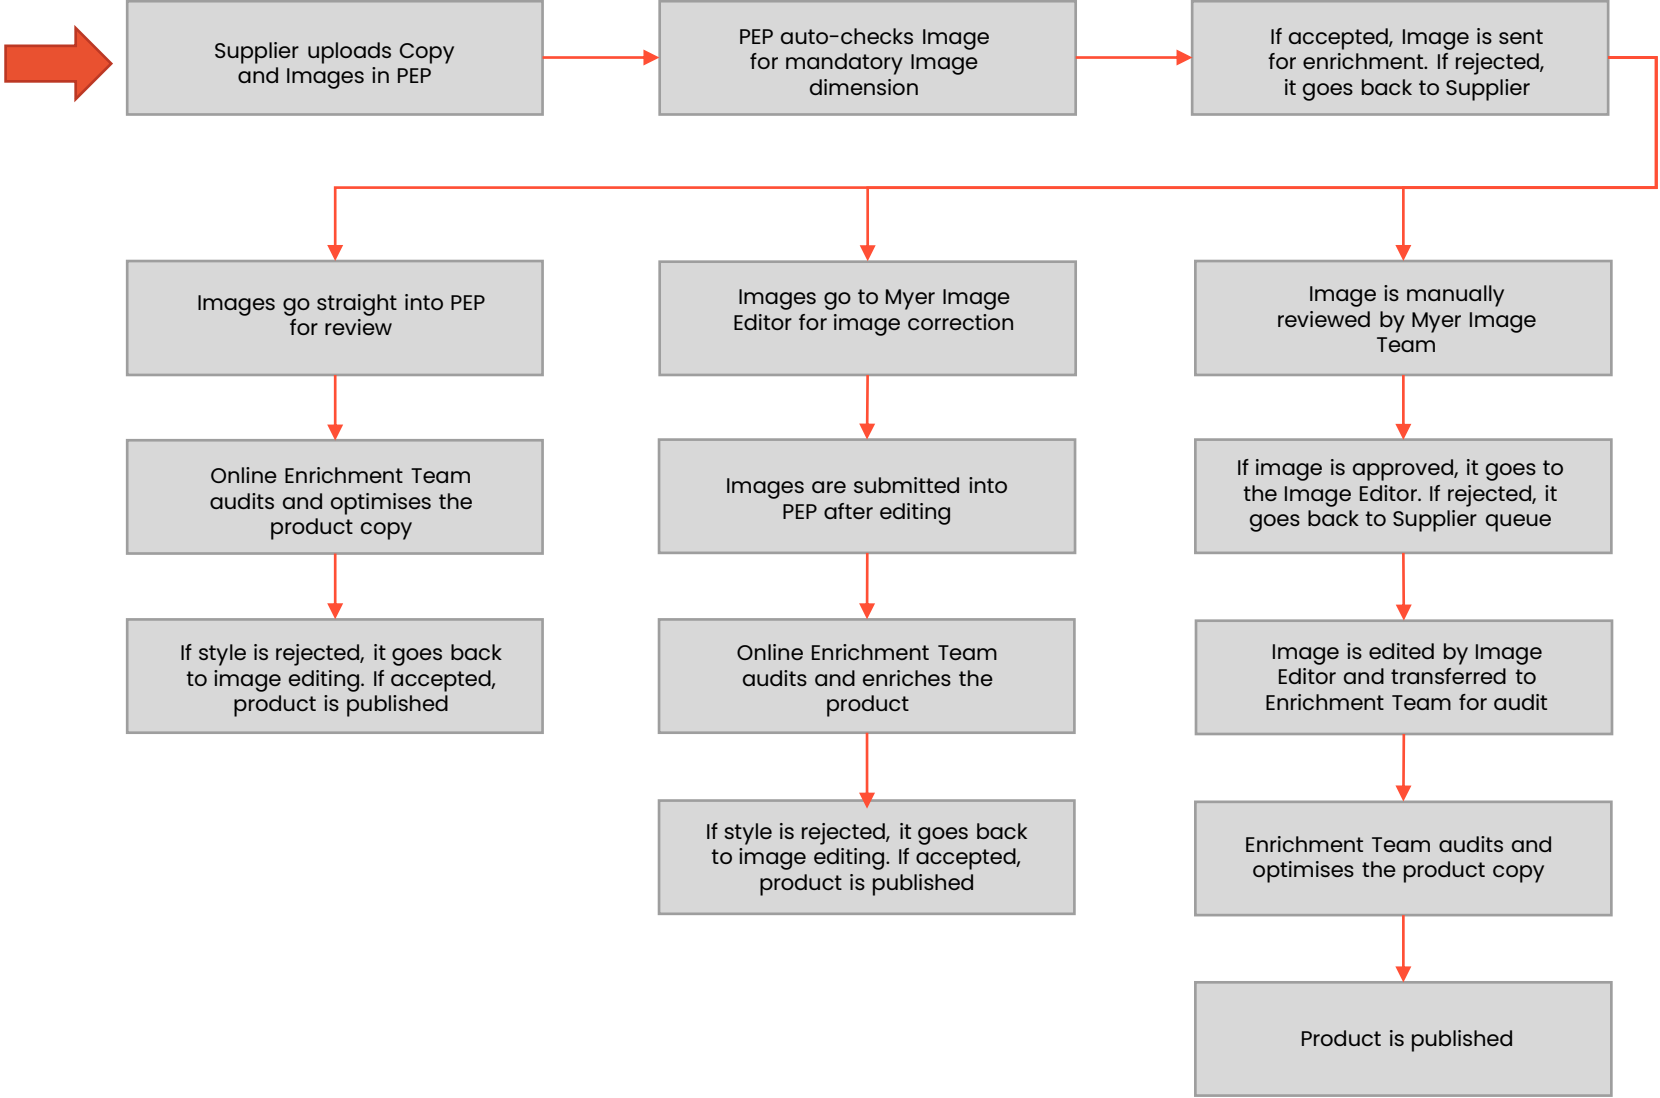 Supplier uploads Copy
and Images in PEP
PEP auto-checks Image
for mandatory Image
dimension
If accepted, Image is sent
for enrichment. If rejected,
it goes back to Supplier
Images go straight into PEP
for review
Online Enrichment Team
audits and optimises the
product copy
If style is rejected, it goes back
to image editing. If accepted,
product is published
Images go to Myer Image
Editor for image correction
Images are submitted into
PEP after editing
Online Enrichment Team
audits and enriches the
product
If style is rejected, it goes back
to image editing. If accepted,
product is published
Image is manually
reviewed by Myer Image
Team
If image is approved, it goes to
the Image Editor. If rejected, it
goes back to Supplier queue
Image is edited by Image
Editor and transferred to
Enrichment Team for audit
Enrichment Team audits and
optimises the product copy
Product is published